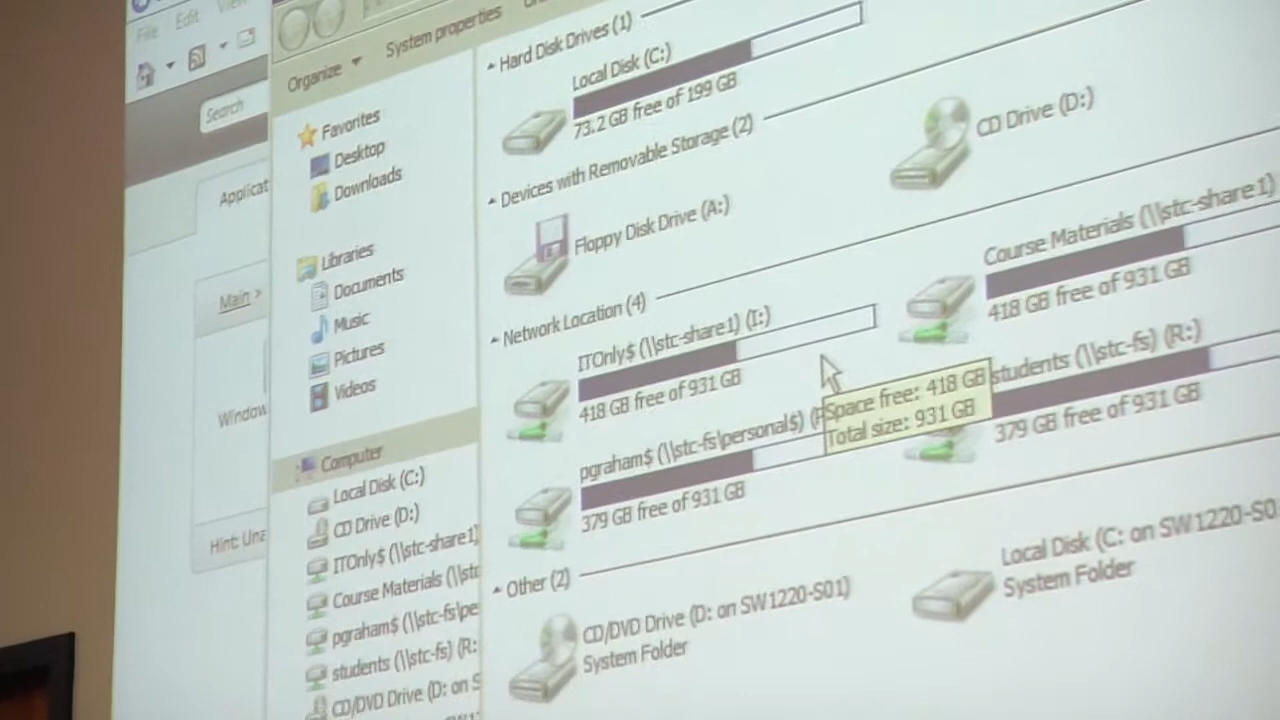 File Edit View
Search
Applicat
Main >
Window
Hint: Una
Organize
System properties
Favorites
Desktop
Downloads
Libraries
Documents
Music
Pictures
Videos
Computer
Local Disk (C:)
CD Drive (D:)
ITOnly$ (\\stc-share1)
Course Materials (\\stc
pgraham$ (\\stc-fs\pe
students (\\stc-fs) (R:
CD/DVD Drive (D: on S
Hard Disk Drives (1)
Local Disk (C:)
73.2 GB free of 199 GB
Devices with Removable Storage (2)
Floppy Disk Drive (A:)
CD Drive (D:)
Network Location (4)
ITOnly$ (\\stc-share1) (I:)
418 GB free of 931 GB
Course Materials (\\stc-share1)
418 GB free of 931 GB
pgraham$ (\\stc-fs\personal$) (P
379 GB free of 931 GB
Space free: 418 GB
Total size: 931 GB
students (\\stc-fs) (R:)
379 GB free of 931 GB
Other (2)
CD/DVD Drive (D: on SW1220-S01)
System Folder
Local Disk (C: on SW1220-S0
System Folder